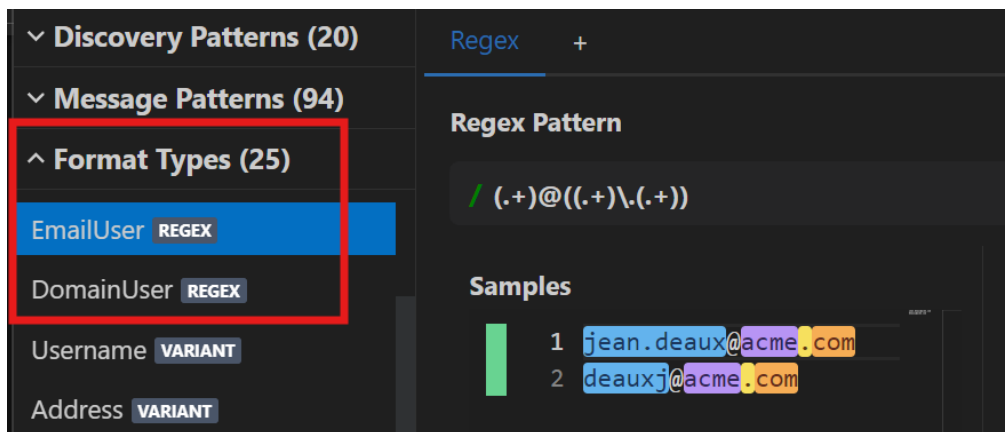 Discovery Patterns (20)
Message Patterns (94)
Format Types (25)
EmailUser REGEX
DomainUser REGEX
Username VARIANT
Address VARIANT
Regex +
Regex Pattern
/ (.+)@((.+)\.(.+))
Samples
1 jean.deaux@acme.com
2 deauxj@acme.com